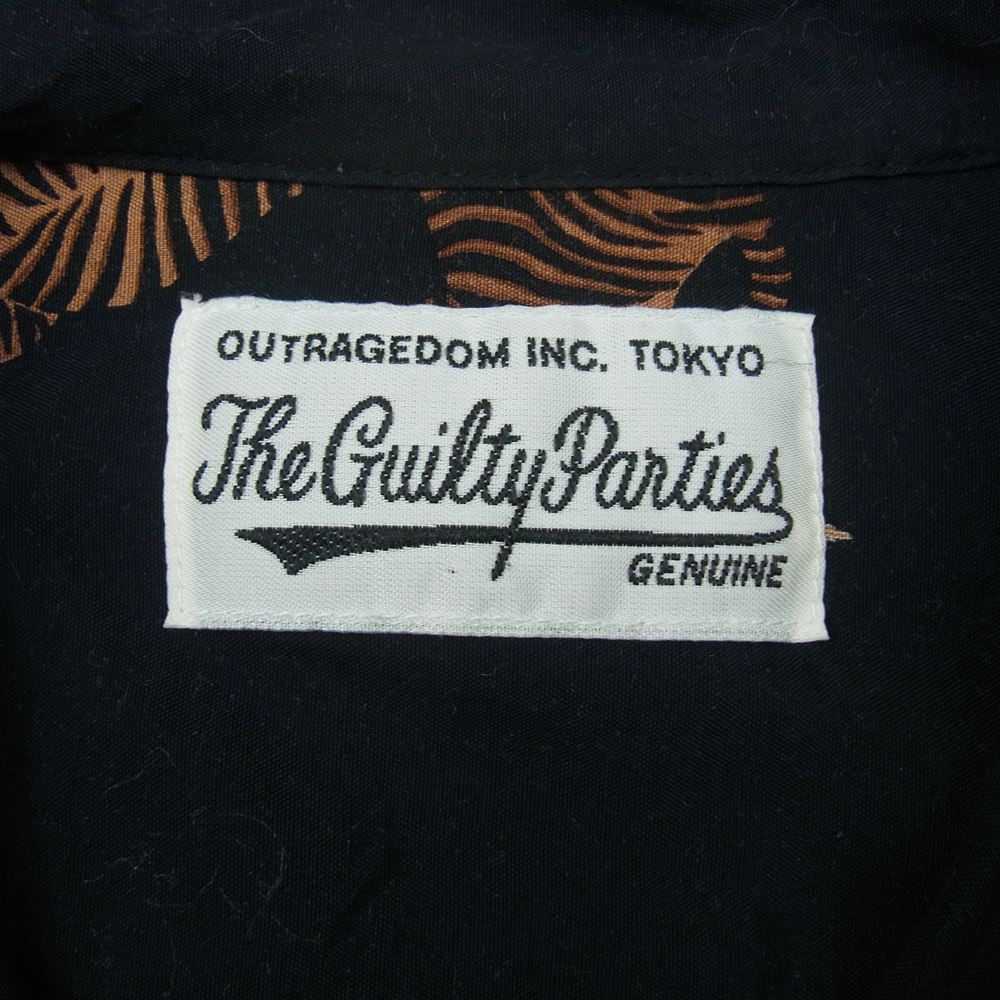 OUTRAGEDOM INC. TOKYO
The Guilty Parties
GENUINE